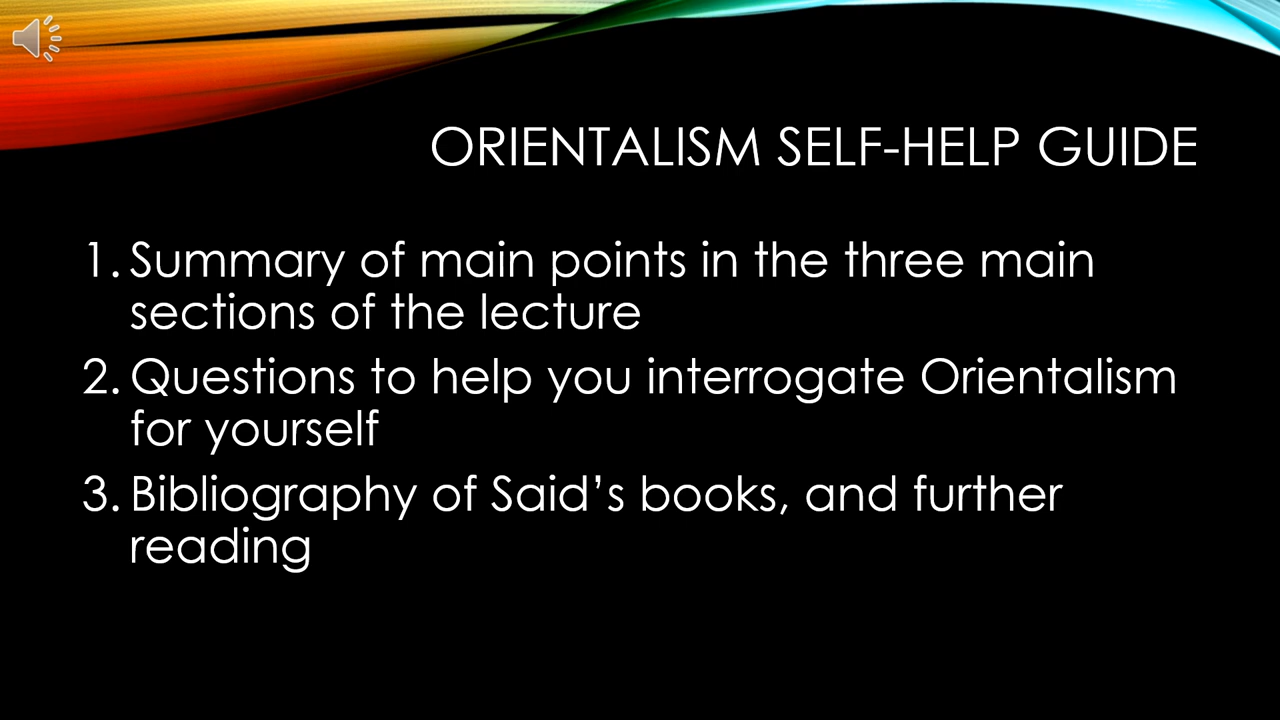 ORIENTALISM SELF-HELP GUIDE
1. Summary of main points in the three main
sections of the lecture
2. Questions to help you interrogate Orientalism
for yourself
3. Bibliography of Said’s books, and further
reading